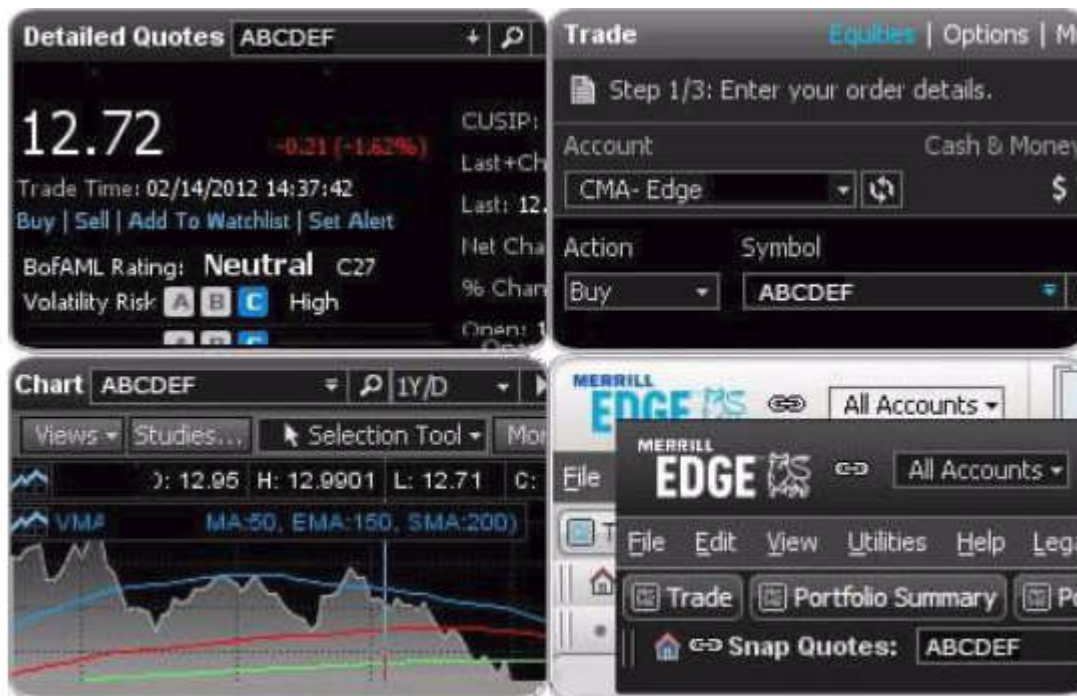 Detailed Quotes ABCDEF
12.72 -0.21 (-1.62%)
Trade Time: 02/14/2012 14:37:42
Buy | Sell | Add To Watchlist | Set Alert
BofAML Rating: Neutral C27
Volatility Risk A B C High
A B C
CUSIP:
Last+Ch
Last: 12.
Net Cha
% Chan
Open: 1
Trade Equities | Options | M
Step 1/3: Enter your order details.
Account Cash & Money
CMA- Edge $
Action Symbol
Buy ABCDEF
Chart ABCDEF 1Y/D
Views Studies... Selection Tool Mor
O: 12.95 H: 12.9901 L: 12.71 C:
VMA MA:50, EMA:150, SMA:200)
MERRILL
EDGE All Accounts
File
MERRILL
EDGE All Accounts
File Edit View Utilities Help Lega
Trade Portfolio Summary Po
Snap Quotes: ABCDEF